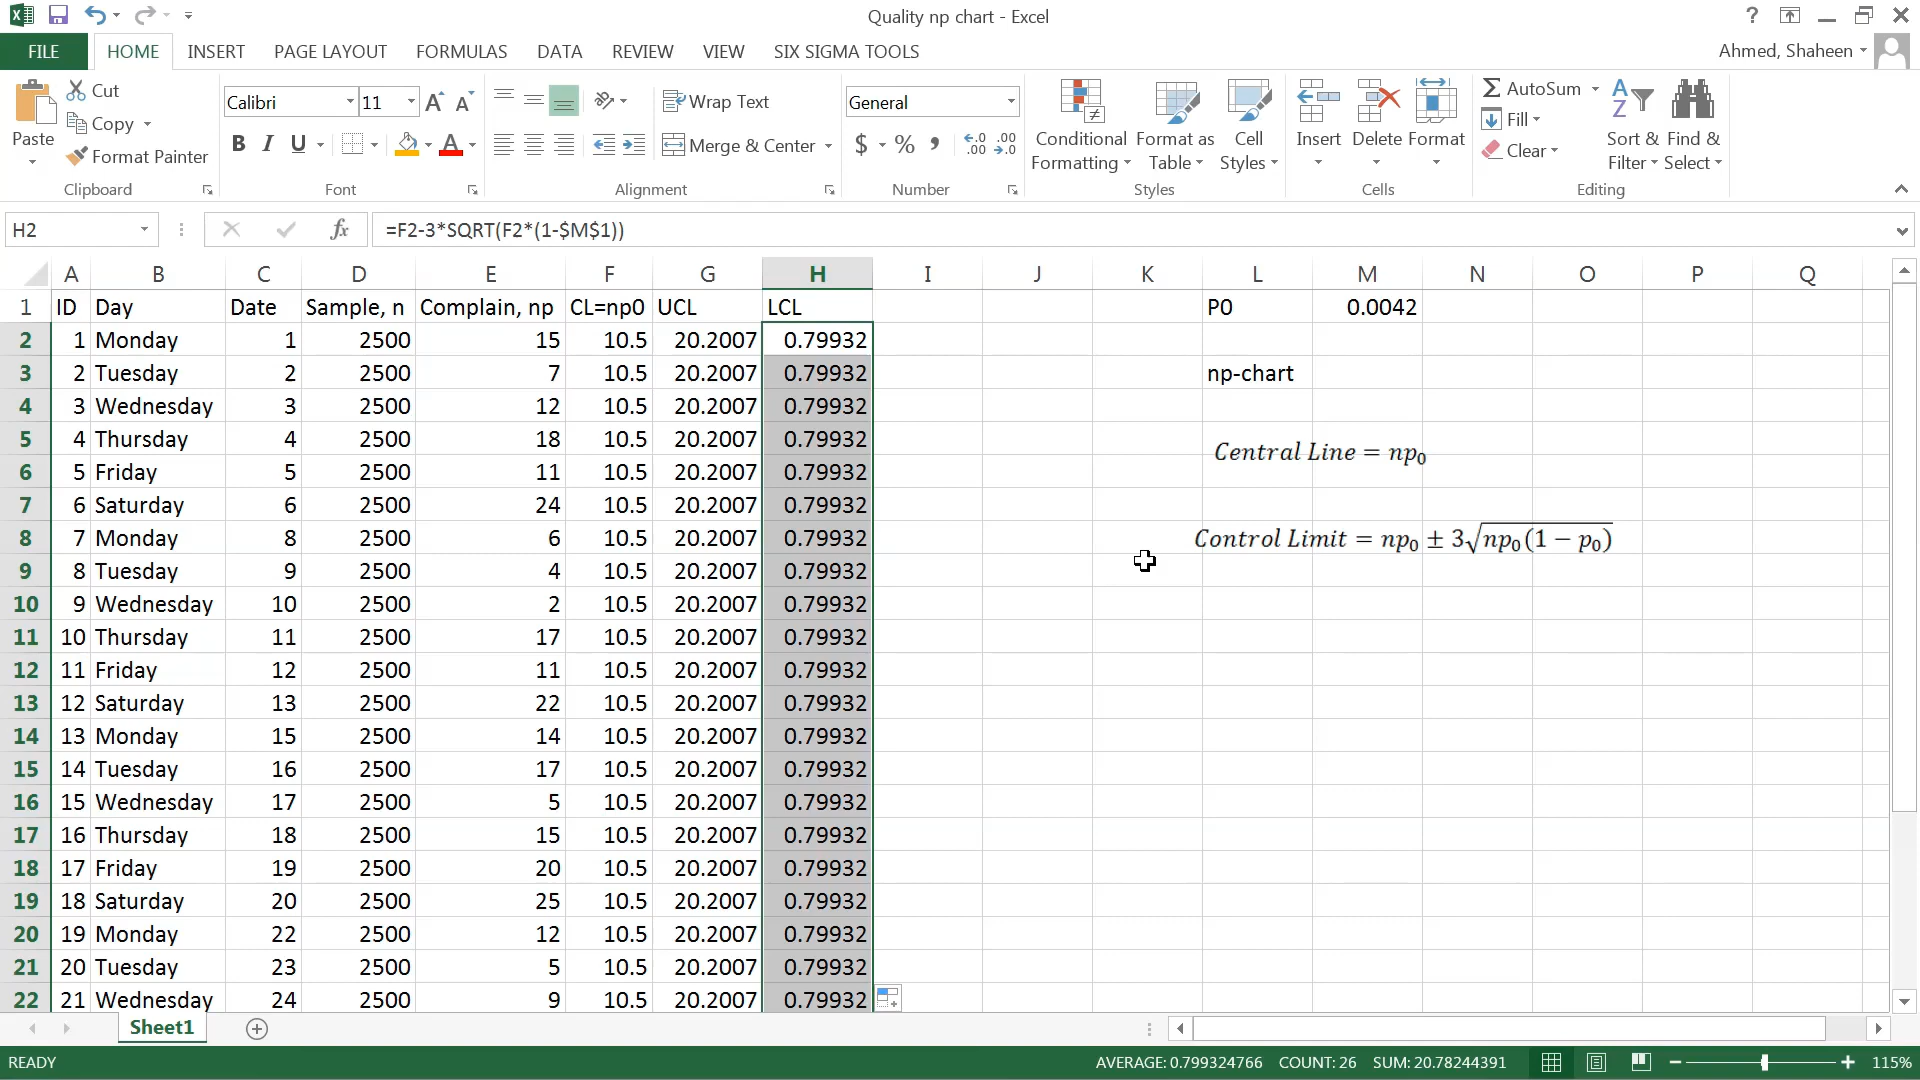 Quality np chart - Excel
FILE HOME INSERT PAGE LAYOUT FORMULAS DATA REVIEW VIEW SIX SIGMA TOOLS Ahmed, Shaheen
Paste Cut Copy Format Painter Clipboard
Calibri 11 B I U A Font
Wrap Text Merge & Center Alignment
General $ % , Number
Conditional Formatting Format as Table Cell Styles Styles
Insert Delete Format Cells
AutoSum Fill Clear Sort & Filter Find & Select Editing
H2 fx =F2-3*SQRT(F2*(1-$M$1))
A B C D E F G H I J K L M N O P Q
1 ID Day Date Sample, n Complain, np CL=np0 UCL LCL P0 0.0042
2 1 Monday 1 2500 15 10.5 20.2007 0.79932
3 2 Tuesday 2 2500 7 10.5 20.2007 0.79932 np-chart
4 3 Wednesday 3 2500 12 10.5 20.2007 0.79932
5 4 Thursday 4 2500 18 10.5 20.2007 0.79932
Central Line = np₀
6 5 Friday 5 2500 11 10.5 20.2007 0.79932
7 6 Saturday 6 2500 24 10.5 20.2007 0.79932
8 7 Monday 8 2500 6 10.5 20.2007 0.79932
Control Limit = np₀ ± 3√np₀(1 − p₀)
9 8 Tuesday 9 2500 4 10.5 20.2007 0.79932
10 9 Wednesday 10 2500 2 10.5 20.2007 0.79932
11 10 Thursday 11 2500 17 10.5 20.2007 0.79932
12 11 Friday 12 2500 11 10.5 20.2007 0.79932
13 12 Saturday 13 2500 22 10.5 20.2007 0.79932
14 13 Monday 15 2500 14 10.5 20.2007 0.79932
15 14 Tuesday 16 2500 17 10.5 20.2007 0.79932
16 15 Wednesday 17 2500 5 10.5 20.2007 0.79932
17 16 Thursday 18 2500 15 10.5 20.2007 0.79932
18 17 Friday 19 2500 20 10.5 20.2007 0.79932
19 18 Saturday 20 2500 25 10.5 20.2007 0.79932
20 19 Monday 22 2500 12 10.5 20.2007 0.79932
21 20 Tuesday 23 2500 5 10.5 20.2007 0.79932
22 21 Wednesday 24 2500 9 10.5 20.2007 0.79932
Sheet1
READY AVERAGE: 0.799324766 COUNT: 26 SUM: 20.78244391 115%